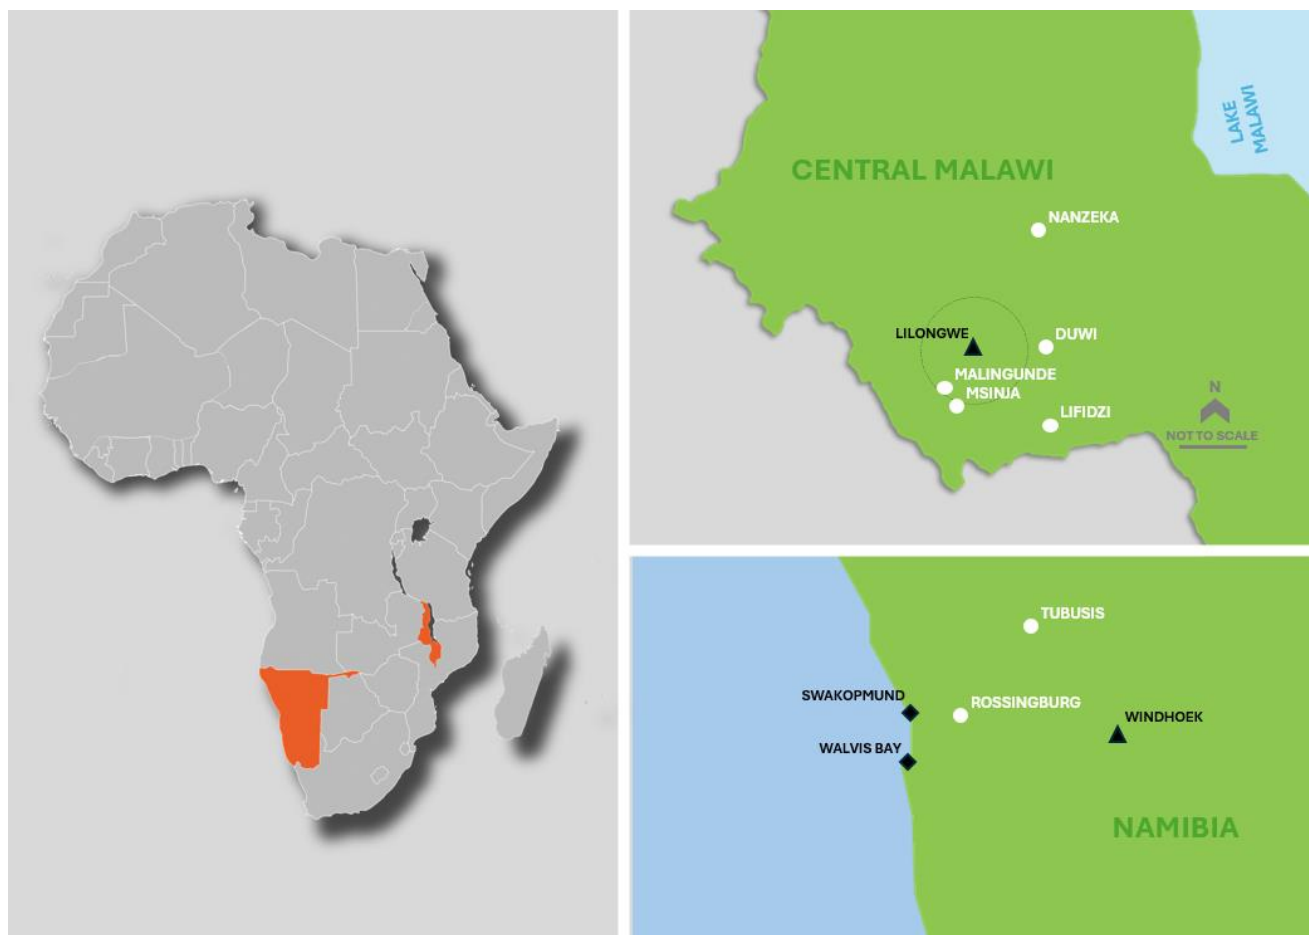 LAKE
MALAWI
CENTRAL MALAWI
NANZEKA
LILONGWE
DUWI
MALINGUNDE
MSINJA
LIFIDZI
N
NOT TO SCALE
TUBUSIS
SWAKOPMUND
ROSSINGBURG
WINDHOEK
WALVIS BAY
NAMIBIA